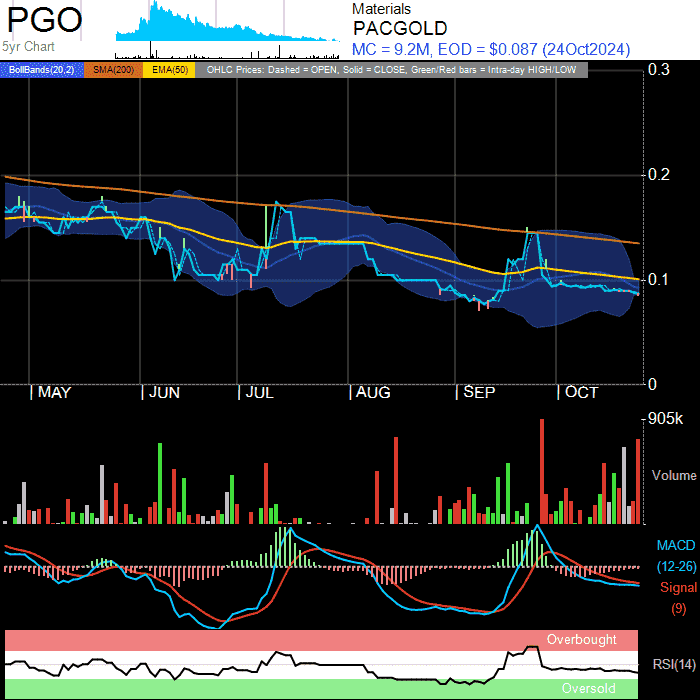 PGO
5yr Chart
Materials
PACGOLD
MC = 9.2M, EOD = $0.087 (24Oct2024)
BollBands(20,2) SMA(200) EMA(50) OHLC Prices: Dashed = OPEN, Solid = CLOSE, Green/Red bars = Intra-day HIGH/LOW
0.3
0.2
0.1
0
MAY JUN JUL AUG SEP OCT
905k
Volume
MACD
(12-26)
Signal
(9)
Overbought
RSI(14)
Oversold